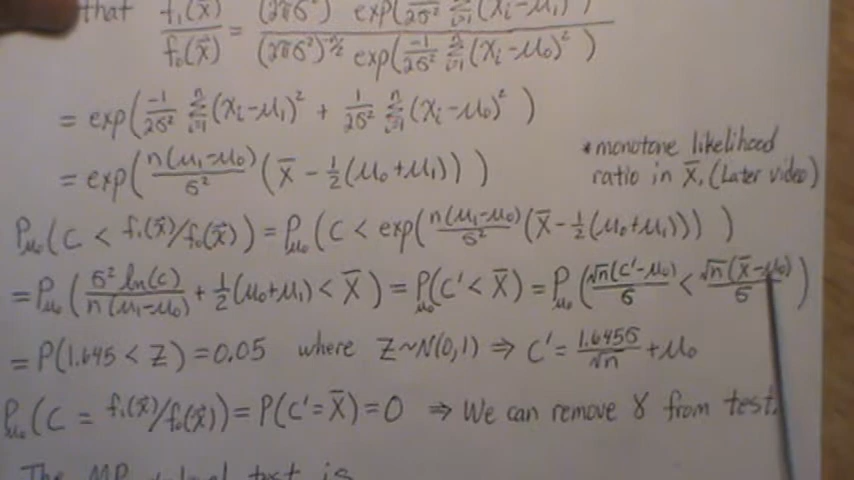 that f₁(x⃗)/f₀(x⃗) = (2πσ²) exp(-1/2σ² Σᵢ₌₁ⁿ (xᵢ-μ₁)²) / (2πσ²)^(-n/2) exp(-1/2σ² Σᵢ₌₁ⁿ (xᵢ-μ₀)²)
= exp(-1/2σ² Σᵢ₌₁ⁿ (xᵢ-μ₁)² + 1/2σ² Σᵢ₌₁ⁿ (xᵢ-μ₀)²)
*monotone likelihood
= exp(n(μ₁-μ₀)/σ² (x̄ - ½(μ₀+μ₁)))
ratio in X̄. (Later video)
P_μ₀(C < f₁(x⃗)/f₀(x⃗)) = P_μ₀(C < exp(n(μ₁-μ₀)/σ² (X̄-½(μ₀+μ₁))))
= P_μ₀(σ² ln(c)/n(μ₁-μ₀) + ½(μ₀+μ₁) < X̄) = P_μ₀(C' < X̄) = P_μ₀(√n(C'-μ₀)/σ < √n(X̄-μ₀)/σ)
= P(1.645 < Z) = 0.05 where Z~N(0,1) ⇒ C' = 1.645σ/√n + μ₀
P_μ₀(C = f₁(x⃗)/f₀(x⃗)) = P(C' = X̄) = 0 ⇒ We can remove γ from test.
The MP level test is